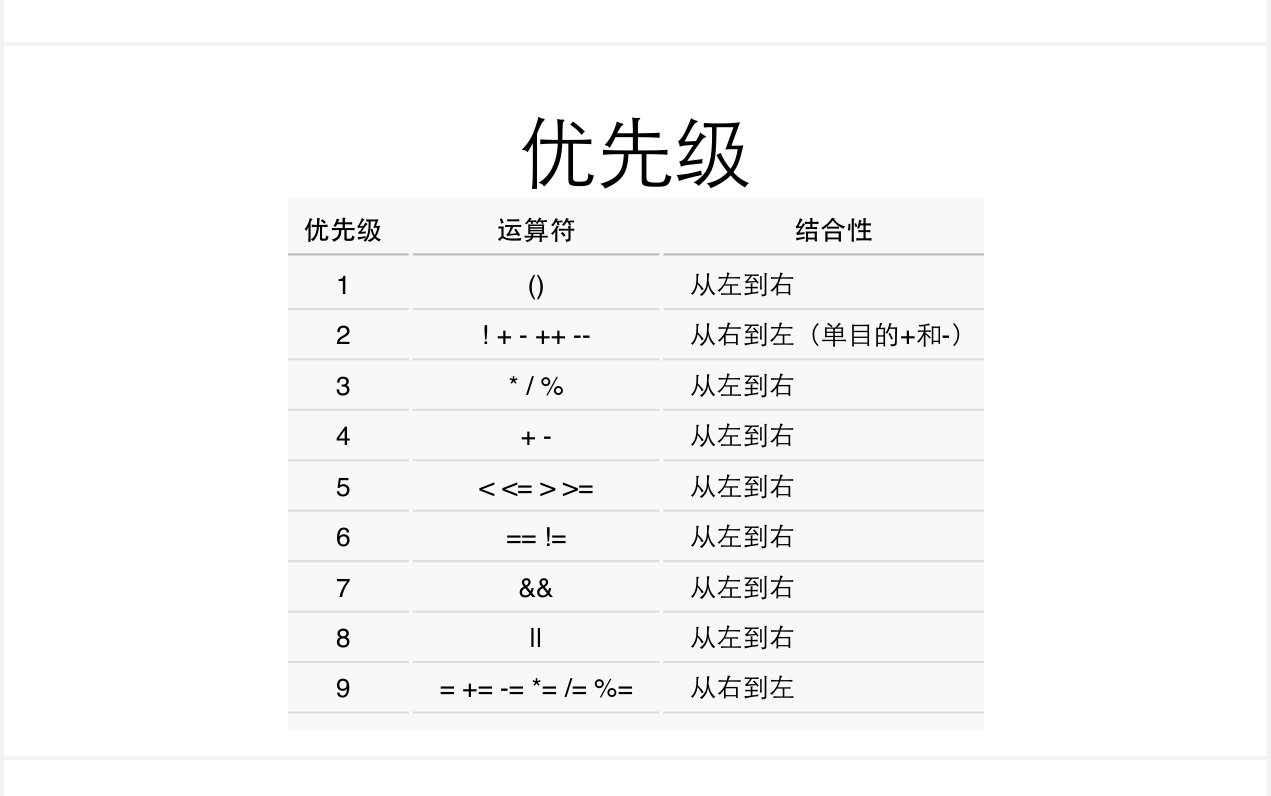 优先级
优先级 运算符 结合性
1 () 从左到右
2 ! + - ++ -- 从右到左（单目的+和-）
3 * / % 从左到右
4 + - 从左到右
5 < <= > >= 从左到右
6 == != 从左到右
7 && 从左到右
8 || 从左到右
9 = += -= *= /= %= 从右到左